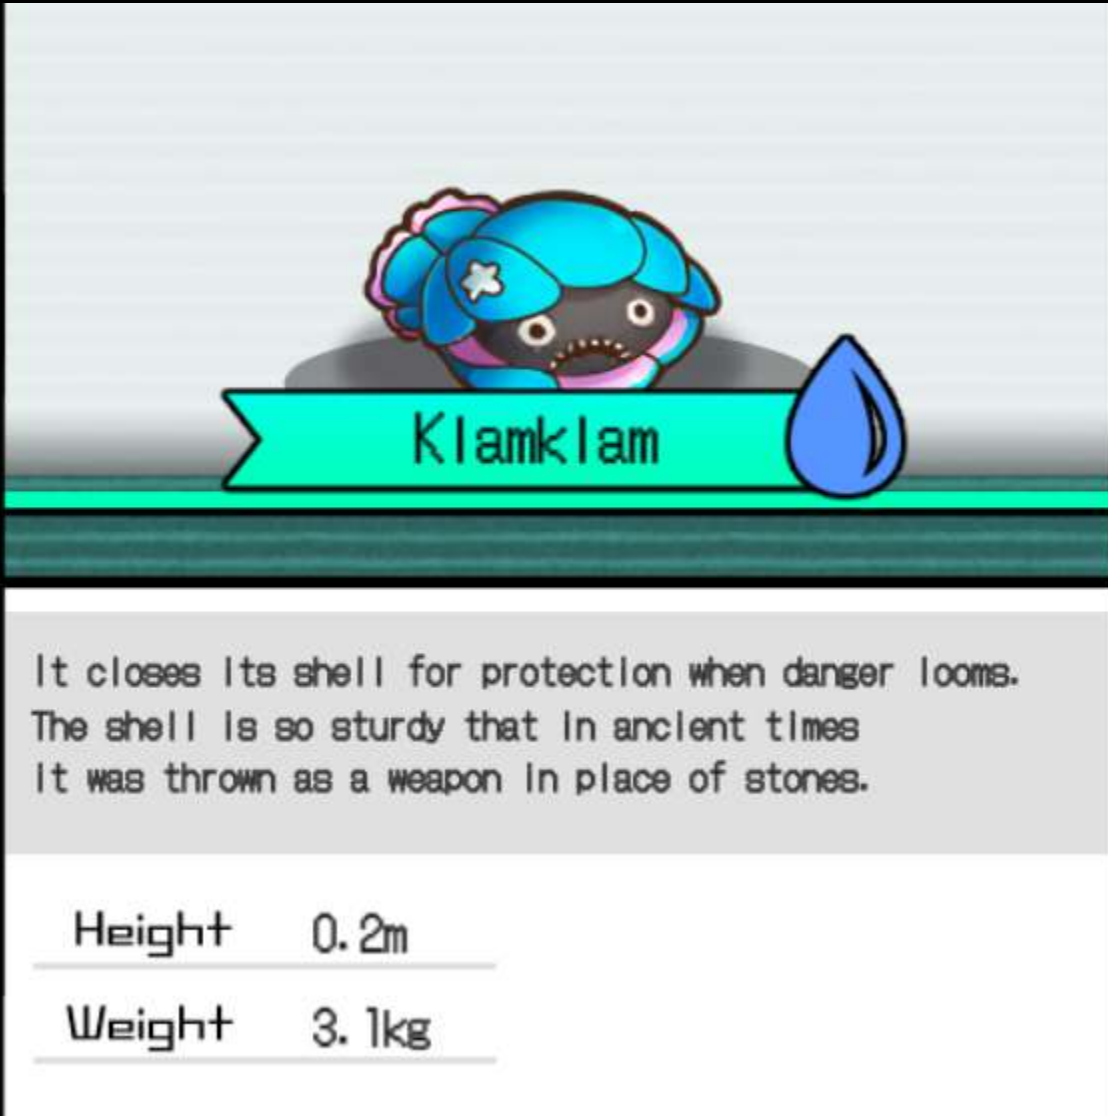 Klamklam
It closes its shell for protection when danger looms.
The shell is so sturdy that in ancient times
it was thrown as a weapon in place of stones.
Height 0.2m
Weight 3.1kg